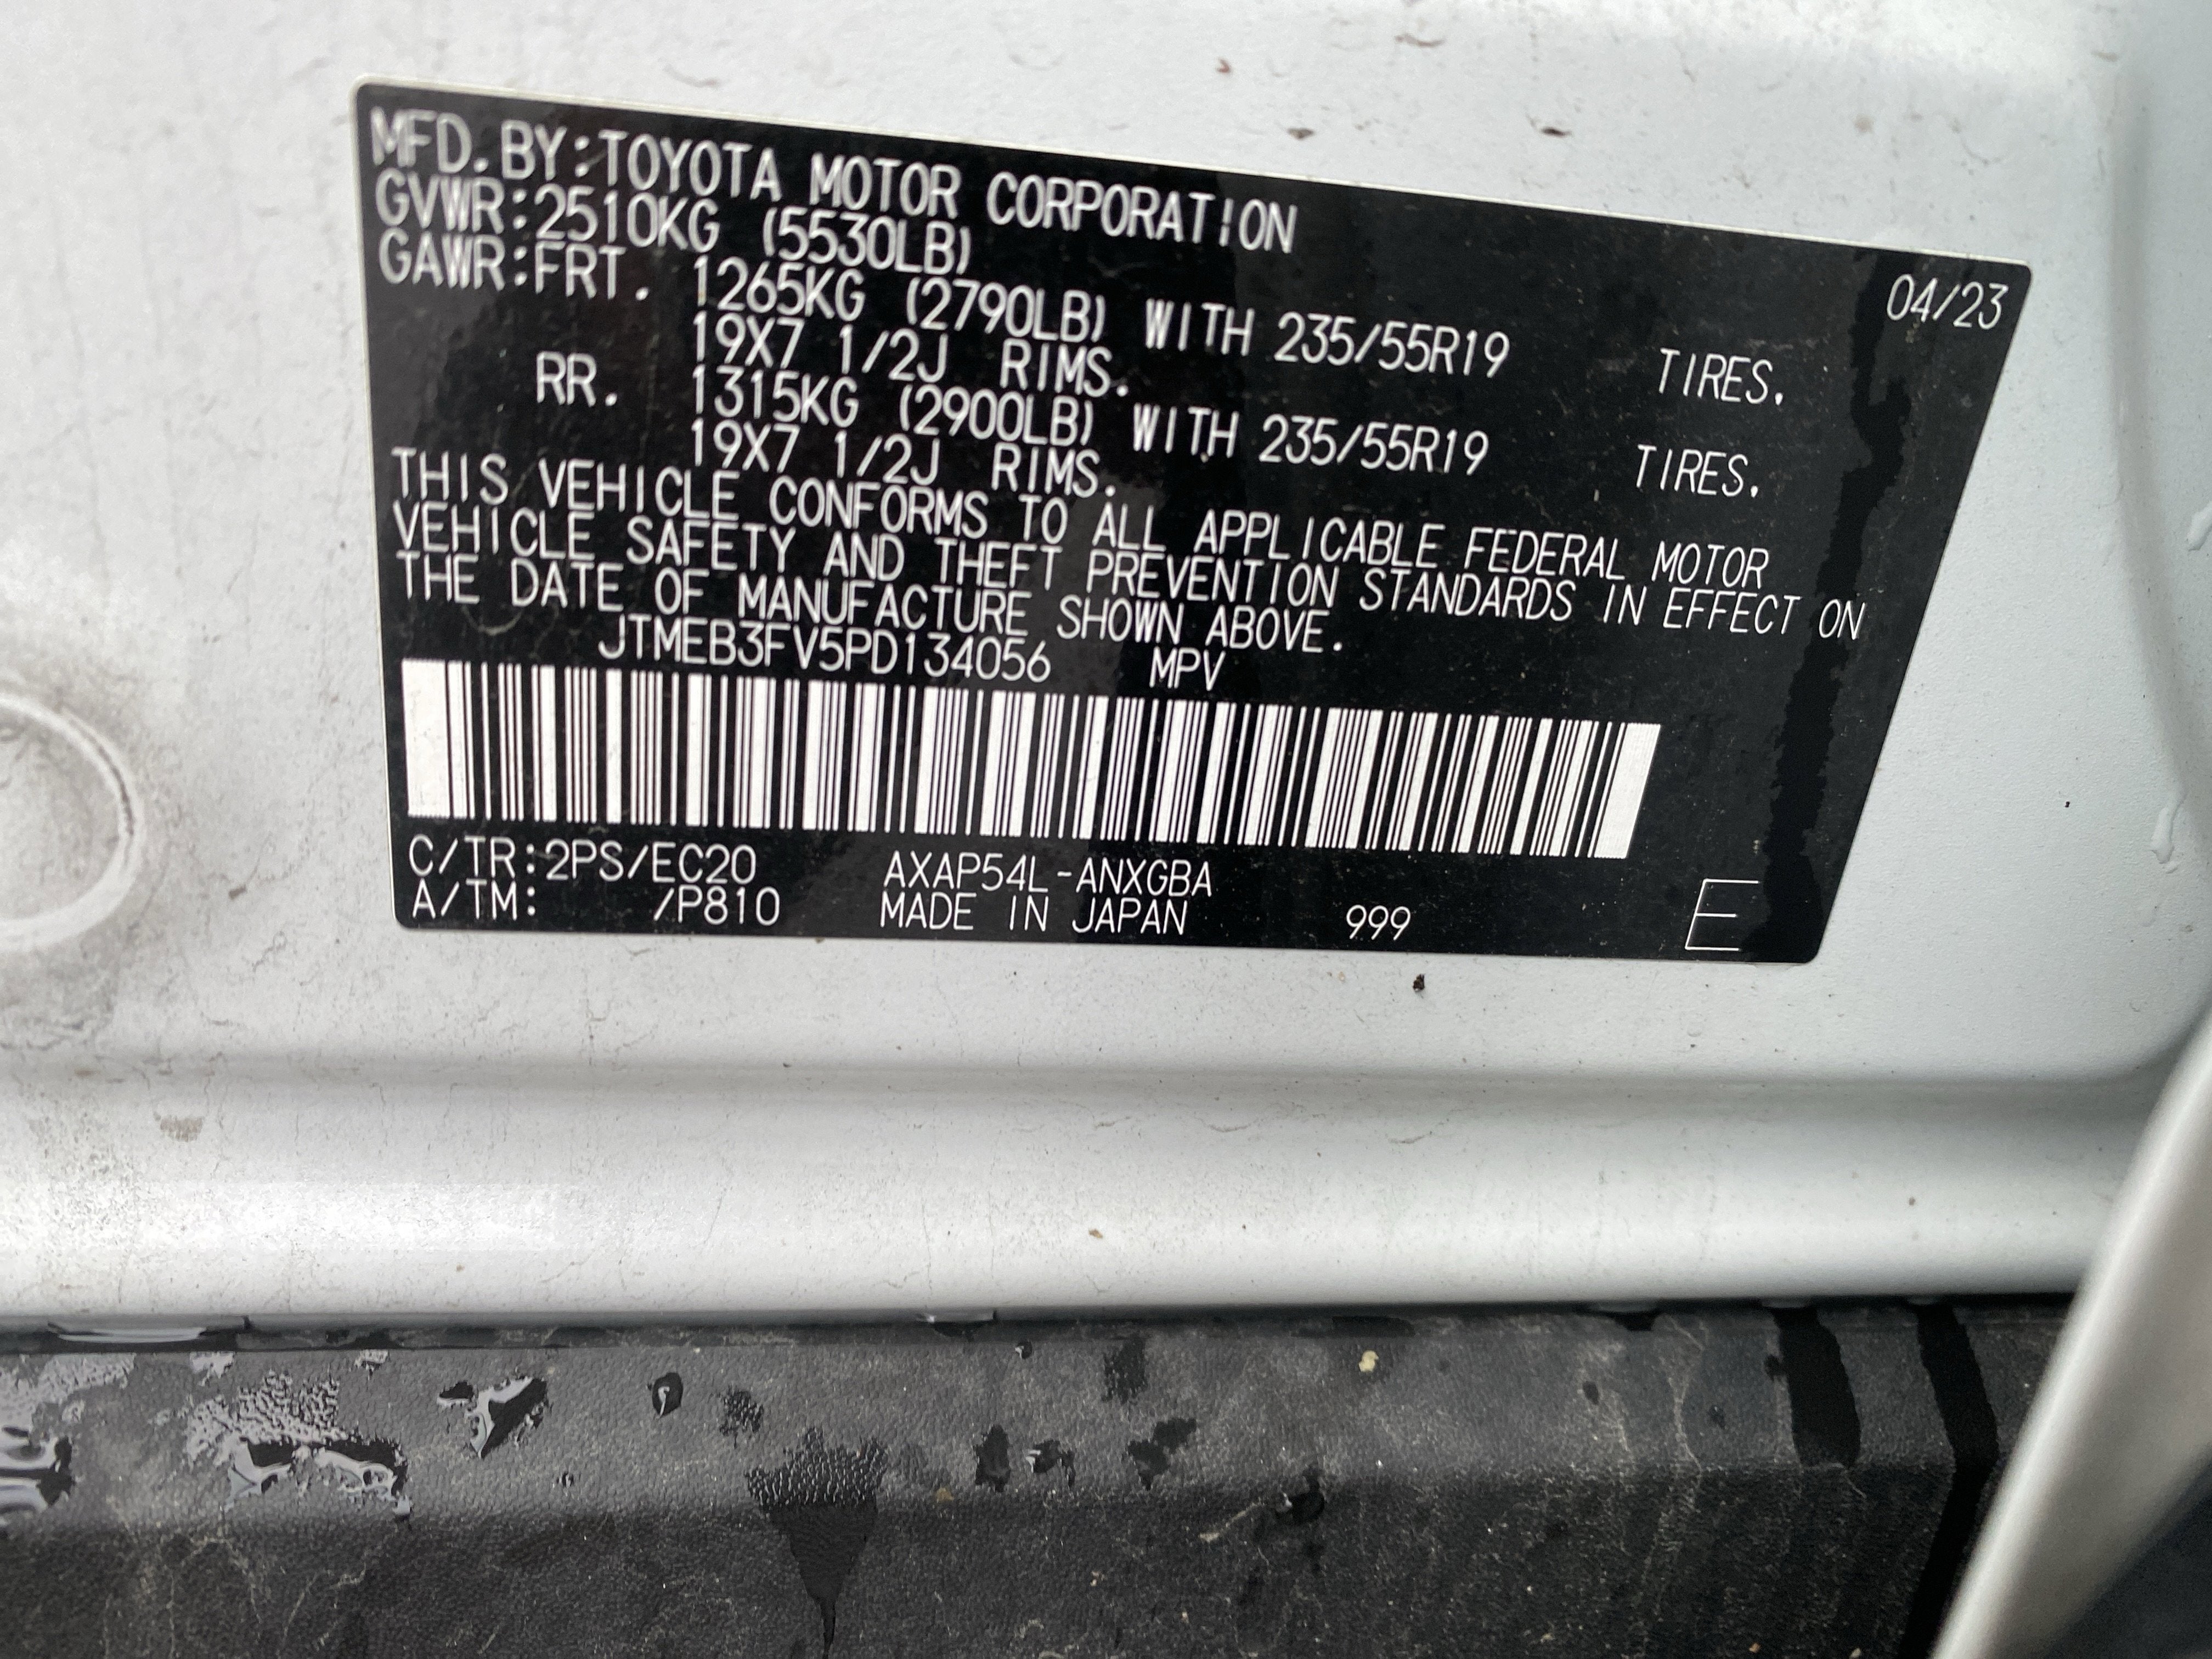 MFD.BY:TOYOTA MOTOR CORPORATION 04/23
GVWR:2510KG (5530LB)
GAWR:FRT. 1265KG (2790LB) WITH 235/55R19 TIRES.
19X7 1/2J RIMS.
RR. 1315KG (2900LB) WITH 235/55R19 TIRES.
19X7 1/2J RIMS.
THIS VEHICLE CONFORMS TO ALL APPLICABLE FEDERAL MOTOR
VEHICLE SAFETY AND THEFT PREVENTION STANDARDS IN EFFECT ON
THE DATE OF MANUFACTURE SHOWN ABOVE.
JTMEB3FV5PD134056 MPV
C/TR:2PS/EC20 AXAP54L-ANXGBA
A/TM: /P810 MADE IN JAPAN 999 E